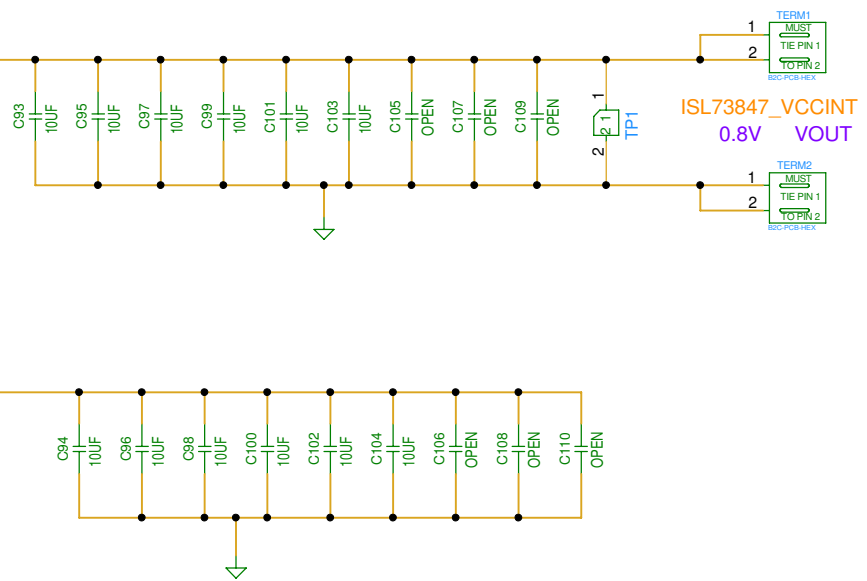 TERM1
1
MUST
TIE PIN 1
2
TO PIN 2
B2C-PCB-HEX
C93
10UF
C95
10UF
C97
10UF
C99
10UF
C101
10UF
C103
10UF
C105
OPEN
C107
OPEN
C109
OPEN
1
2 1
TP1
2
ISL73847_VCCINT
0.8V VOUT
TERM2
1
MUST
TIE PIN 1
2
TO PIN 2
B2C-PCB-HEX
C94
10UF
C96
10UF
C98
10UF
C100
10UF
C102
10UF
C104
10UF
C106
OPEN
C108
OPEN
C110
OPEN